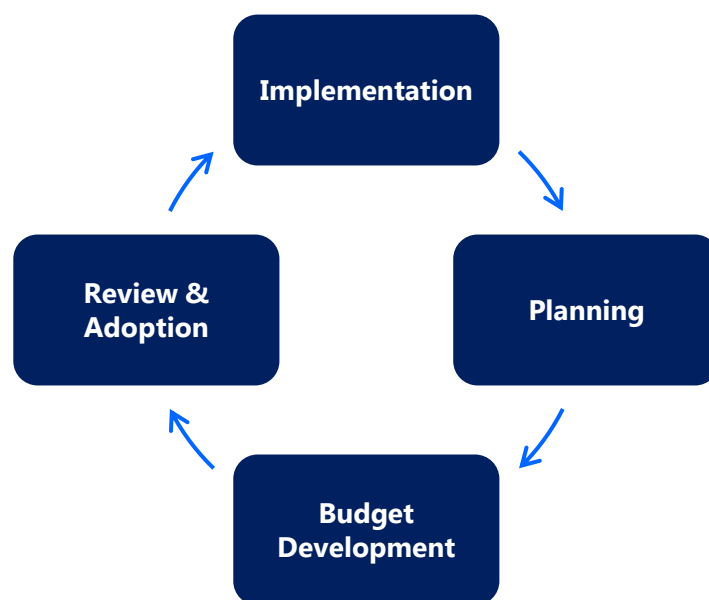 Implementation
Review &
Adoption
Planning
Budget
Development